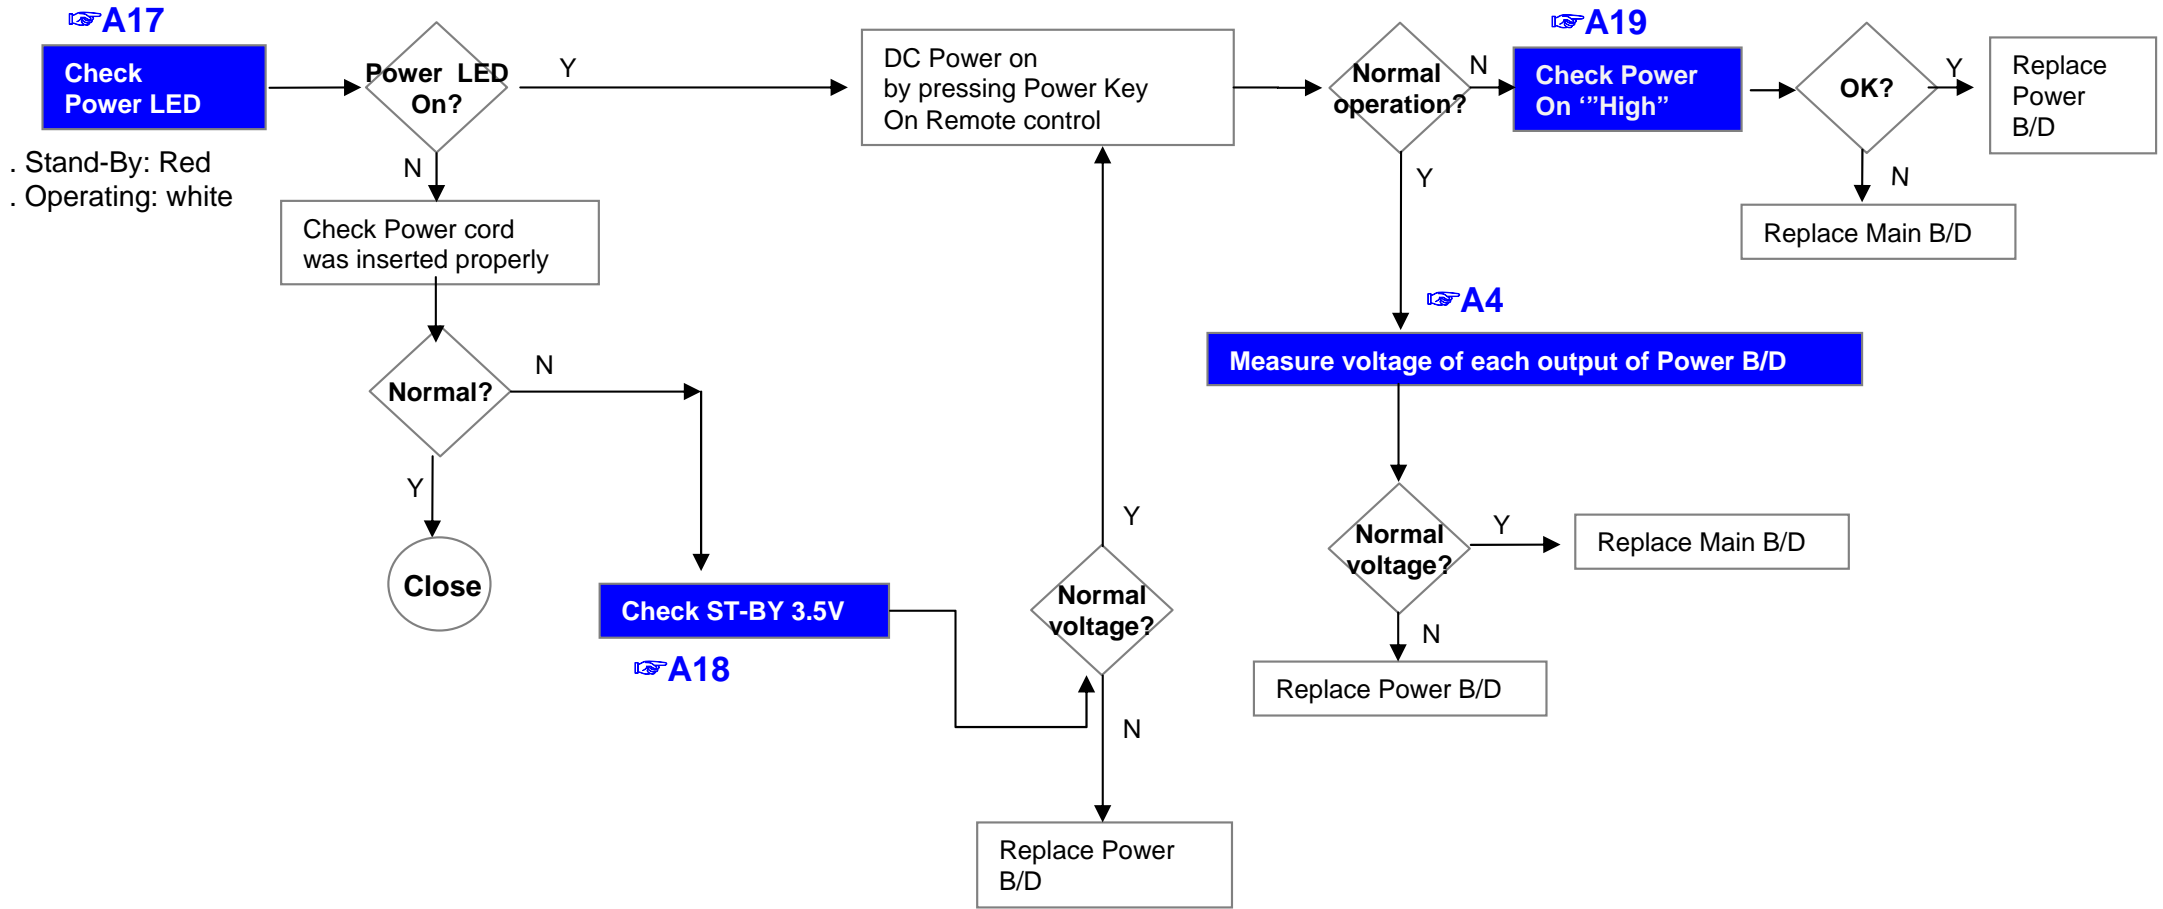 ☞A17
Check
Power LED
. Stand-By: Red
. Operating: white
Power LED
On?
Y
N
Check Power cord
was inserted properly
Normal?
N
Y
Close
Check ST-BY 3.5V
☞A18
Normal
voltage?
Y
N
Replace Power
B/D
DC Power on
by pressing Power Key
On Remote control
Normal
operation?
N
Y
☞A19
Check Power
On ‘”High”
OK?
Y
N
Replace
Power
B/D
Replace Main B/D
☞A4
Measure voltage of each output of Power B/D
Normal
voltage?
Y
N
Replace Main B/D
Replace Power B/D